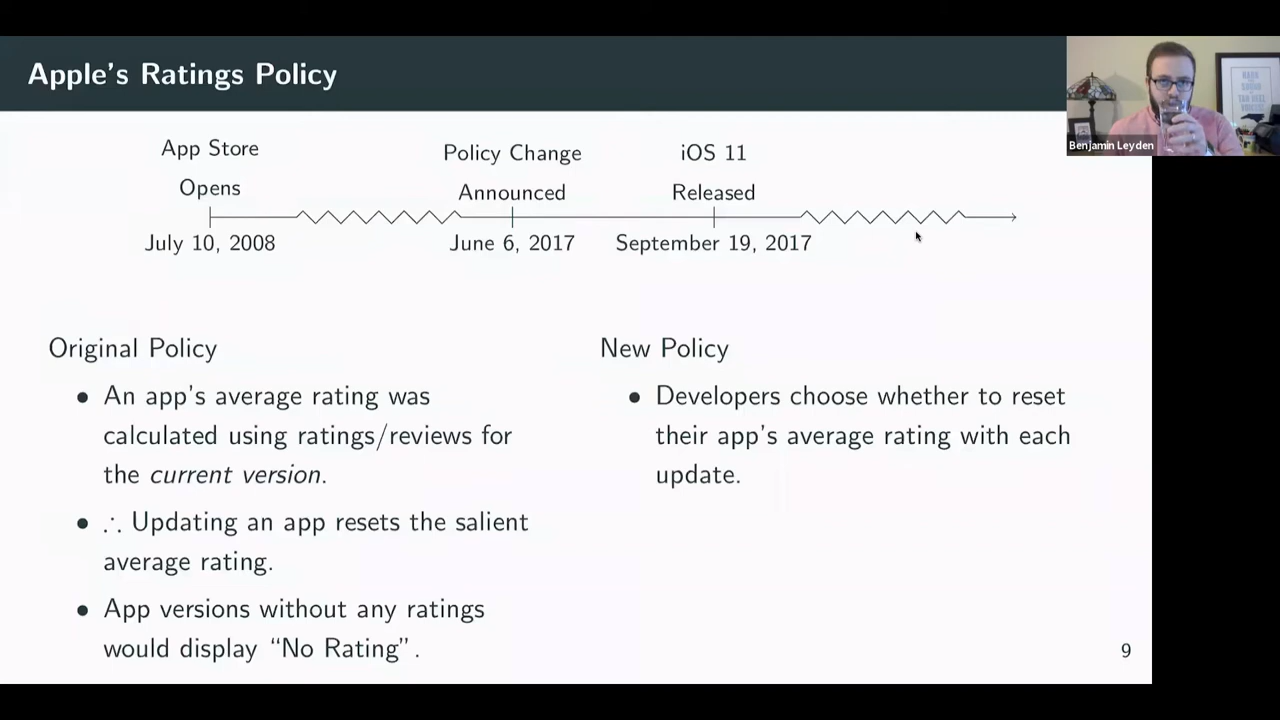 Apple's Ratings Policy
App Store
Opens
July 10, 2008
Policy Change
Announced
June 6, 2017
iOS 11
Released
September 19, 2017
Original Policy
• An app's average rating was
calculated using ratings/reviews for
the current version.
• ∴ Updating an app resets the salient
average rating.
• App versions without any ratings
would display “No Rating”.
New Policy
• Developers choose whether to reset
their app's average rating with each
update.
9
Benjamin Leyden